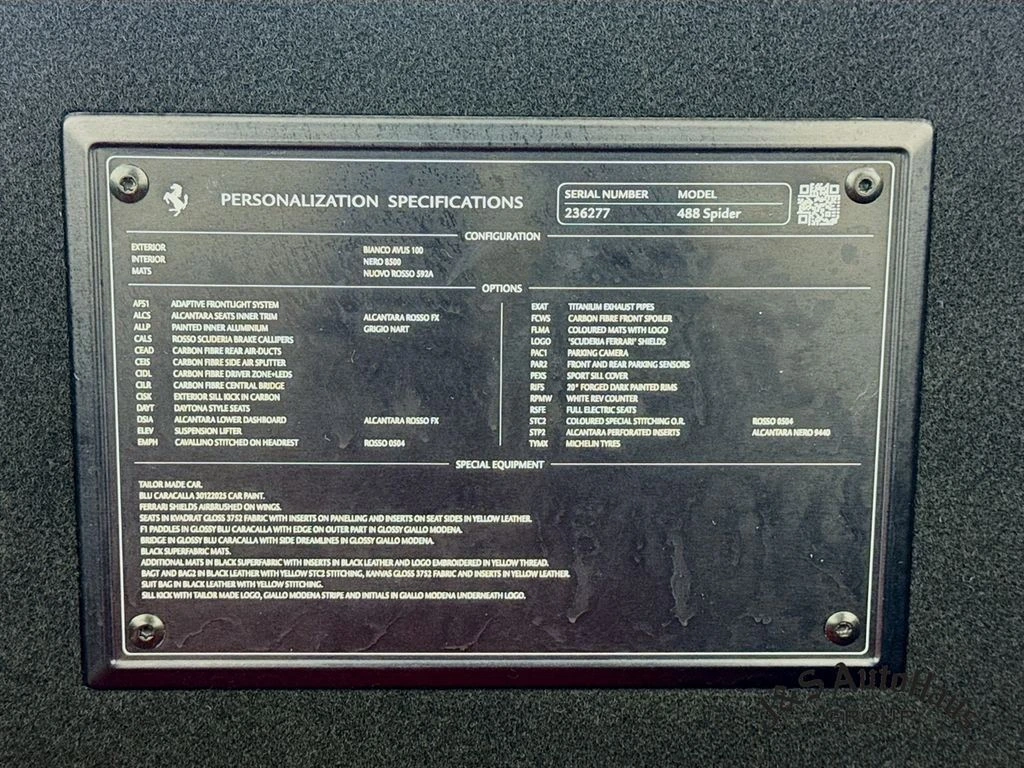 PERSONALIZATION SPECIFICATIONS
SERIAL NUMBER MODEL
236277 488 Spider
CONFIGURATION
EXTERIOR BIANCO AVUS 100
INTERIOR NERO 8500
MATS NUOVO ROSSO 592A
OPTIONS
AFS1 ADAPTIVE FRONTLIGHT SYSTEM
ALCS ALCANTARA SEATS INNER TRIM ALCANTARA ROSSO FX
ALLP PAINTED INNER ALUMINIUM GRIGIO NART
CALS ROSSO SCUDERIA BRAKE CALLIPERS
CEAD CARBON FIBRE REAR AIR-DUCTS
CEIS CARBON FIBRE SIDE AIR SPLITTER
CIDL CARBON FIBRE DRIVER ZONE+LEDS
CILR CARBON FIBRE CENTRAL BRIDGE
CISK EXTERIOR SILL KICK IN CARBON
DAYT DAYTONA STYLE SEATS
DSIA ALCANTARA LOWER DASHBOARD ALCANTARA ROSSO FX
ELEV SUSPENSION LIFTER
EMPH CAVALLINO STITCHED ON HEADREST ROSSO 0504
EXAT TITANIUM EXHAUST PIPES
FCWS CARBON FIBRE FRONT SPOILER
FLMA COLOURED MATS WITH LOGO
LOGO 'SCUDERIA FERRARI' SHIELDS
PAC1 PARKING CAMERA
PAR2 FRONT AND REAR PARKING SENSORS
PEXS SPORT SILL COVER
RIFS 20" FORGED DARK PAINTED RIMS
RPMW WHITE REV COUNTER
RSFE FULL ELECTRIC SEATS
STC2 COLOURED SPECIAL STITCHING O.R. ROSSO 0504
STP2 ALCANTARA PERFORATED INSERTS ALCANTARA NERO 9440
TYMX MICHELIN TYRES
SPECIAL EQUIPMENT
TAILOR MADE CAR.
BLU CARACALLA 30122025 CAR PAINT.
FERRARI SHIELDS AIRBRUSHED ON WINGS.
SEATS IN KVADRAT GLOSS 3752 FABRIC WITH INSERTS ON PANELLING AND INSERTS ON SEAT SIDES IN YELLOW LEATHER.
F1 PADDLES IN GLOSSY BLU CARACALLA WITH EDGE ON OUTER PART IN GLOSSY GIALLO MODENA.
BRIDGE IN GLOSSY BLU CARACALLA WITH SIDE DREAMLINES IN GLOSSY GIALLO MODENA.
BLACK SUPERFABRIC MATS.
ADDITIONAL MATS IN BLACK SUPERFABRIC WITH INSERTS IN BLACK LEATHER AND LOGO EMBROIDERED IN YELLOW THREAD.
BAGT AND BAG2 IN BLACK LEATHER WITH YELLOW STC2 STITCHING, KANVAS GLOSS 3752 FABRIC AND INSERTS IN YELLOW LEATHER.
SUIT BAG IN BLACK LEATHER WITH YELLOW STITCHING.
SILL KICK WITH TAILOR MADE LOGO, GIALLO MODENA STRIPE AND INITIALS IN GIALLO MODENA UNDERNEATH LOGO.
AutoHaus
GROUP